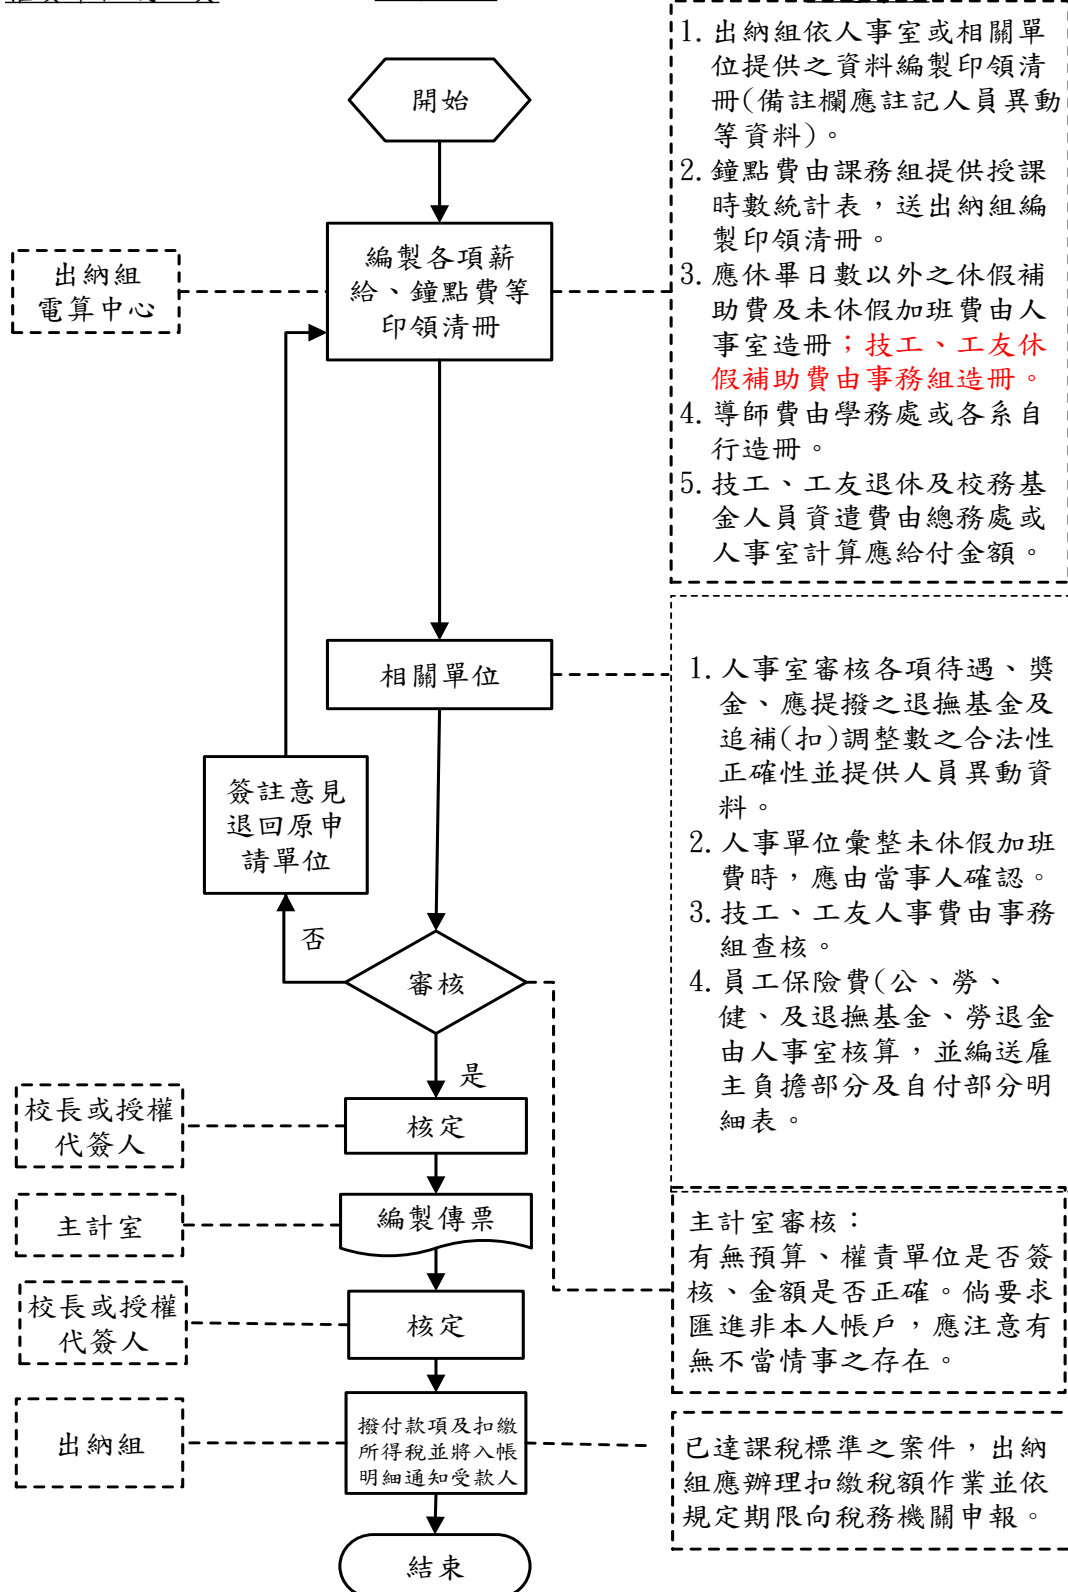 開始
1. 出納組依人事室或相關單
位提供之資料編製印領清
冊(備註欄應註記人員異動
等資料)。
2. 鐘點費由課務組提供授課
時數統計表，送出納組編
製印領清冊。
3. 應休畢日數以外之休假補
助費及未休假加班費由人
事室造冊；技工、工友休
假補助費由事務組造冊。
4. 導師費由學務處或各系自
行造冊。
5. 技工、工友退休及校務基
金人員資遣費由總務處或
人事室計算應給付金額。
出納組
電算中心
編製各項薪
給、鐘點費等
印領清冊
相關單位
1. 人事室審核各項待遇、獎
金、應提撥之退撫基金及
追補(扣)調整數之合法性
正確性並提供人員異動資
料。
2. 人事單位彙整未休假加班
費時，應由當事人確認。
3. 技工、工友人事費由事務
組查核。
4. 員工保險費(公、勞、
健、及退撫基金、勞退金
由人事室核算，並編送雇
主負擔部分及自付部分明
細表。
簽註意見
退回原申
請單位
否
審核
是
校長或授權
代簽人
核定
主計室
編製傳票
主計室審核：
有無預算、權責單位是否簽
核、金額是否正確。倘要求
匯進非本人帳戶，應注意有
無不當情事之存在。
校長或授權
代簽人
核定
出納組
撥付款項及扣繳
所得稅並將入帳
明細通知受款人
已達課稅標準之案件，出納
組應辦理扣繳稅額作業並依
規定期限向稅務機關申報。
結束